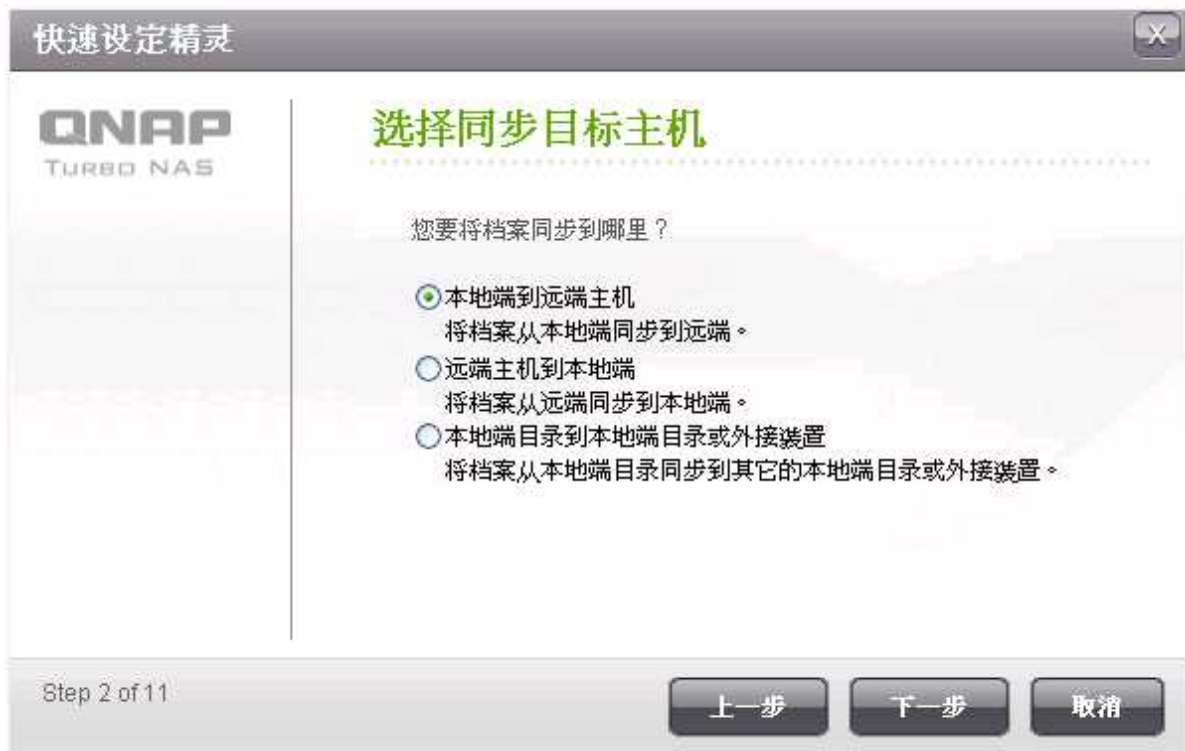 快速设定精灵
X
QNAP
TURBO NAS
选择同步目标主机
您要将档案同步到哪里？
本地端到远端主机
将档案从本地端同步到远端。
远端主机到本地端
将档案从远端同步到本地端。
本地端目录到本地端目录或外接装置
将档案从本地端目录同步到其它的本地端目录或外接装置。
Step 2 of 11
上一步
下一步
取消